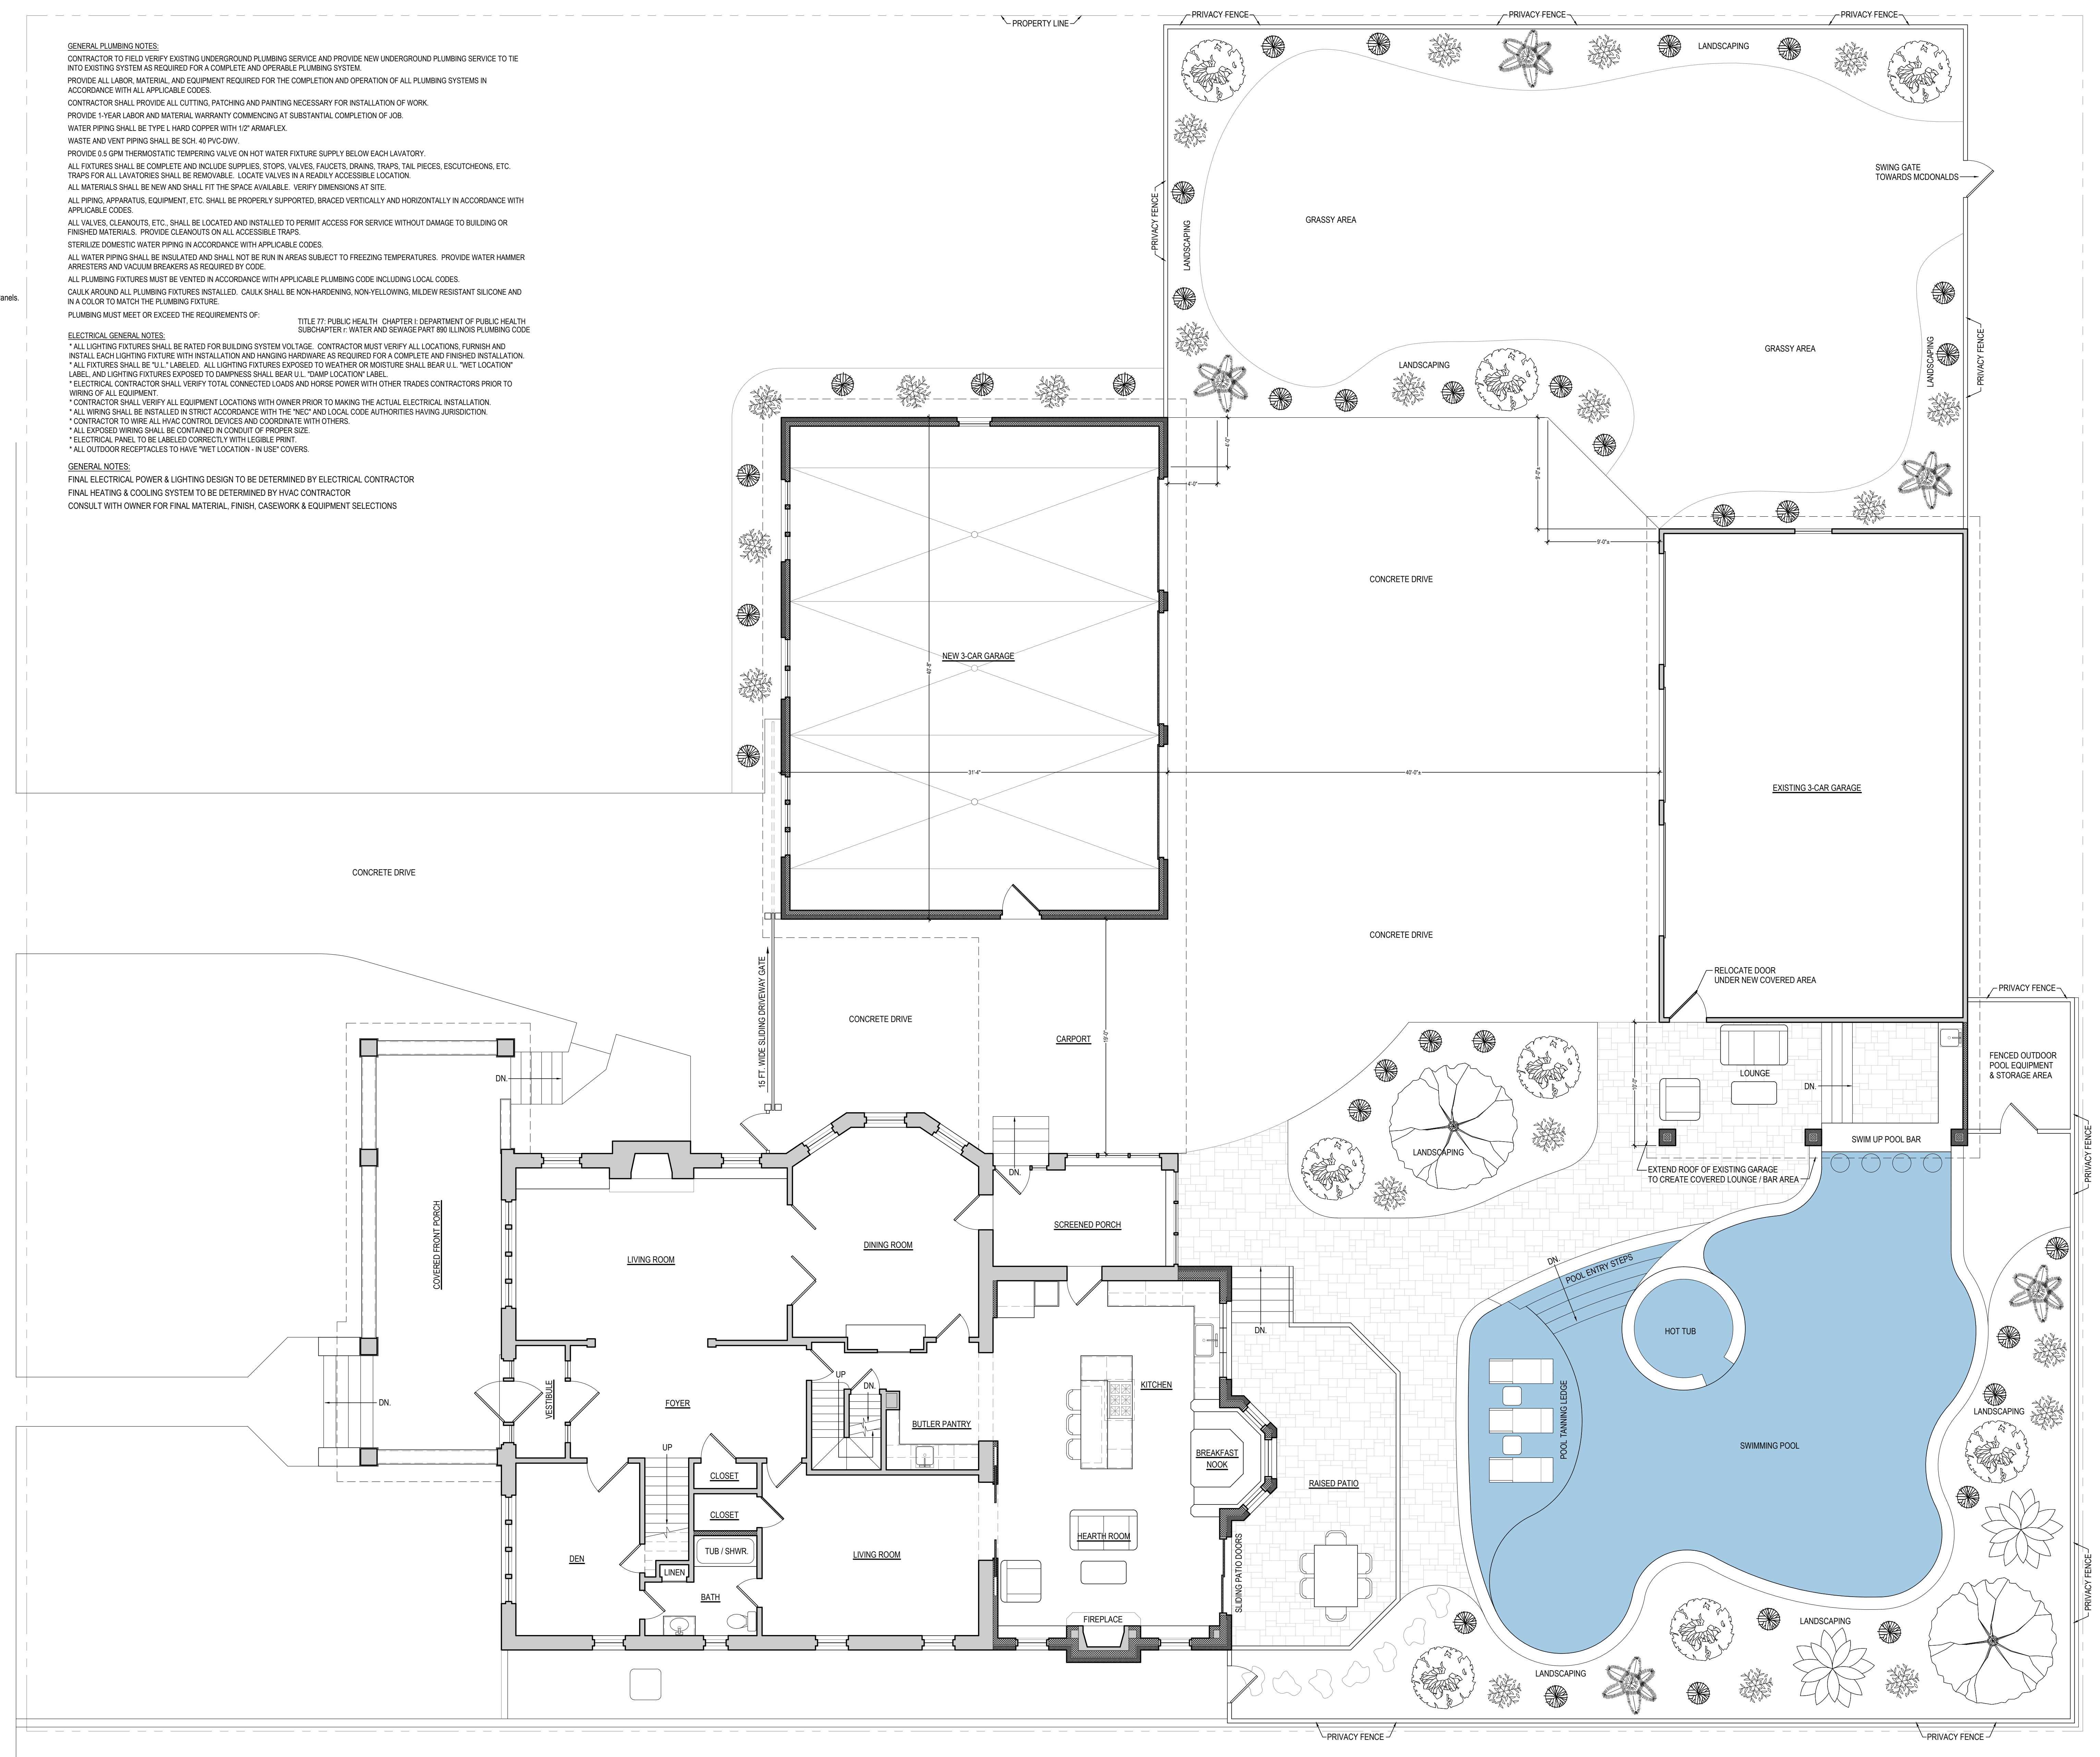 PROPERTY LINE
PRIVACY FENCE
PRIVACY FENCE
PRIVACY FENCE
GENERAL PLUMBING NOTES:
CONTRACTOR TO FIELD VERIFY EXISTING UNDERGROUND PLUMBING SERVICE AND PROVIDE NEW UNDERGROUND PLUMBING SERVICE TO TIE
INTO EXISTING SYSTEM AS REQUIRED FOR A COMPLETE AND OPERABLE PLUMBING SYSTEM.
PROVIDE ALL LABOR, MATERIAL, AND EQUIPMENT REQUIRED FOR THE COMPLETION AND OPERATION OF ALL PLUMBING SYSTEMS IN
ACCORDANCE WITH ALL APPLICABLE CODES.
CONTRACTOR SHALL PROVIDE ALL CUTTING, PATCHING AND PAINTING NECESSARY FOR INSTALLATION OF WORK.
PROVIDE 1-YEAR LABOR AND MATERIAL WARRANTY COMMENCING AT SUBSTANTIAL COMPLETION OF JOB.
WATER PIPING SHALL BE TYPE L HARD COPPER WITH 1/2" ARMAFLEX.
WASTE AND VENT PIPING SHALL BE SCH. 40 PVC-DWV.
PROVIDE 0.5 GPM THERMOSTATIC TEMPERING VALVE ON HOT WATER FIXTURE SUPPLY BELOW EACH LAVATORY.
ALL FIXTURES SHALL BE COMPLETE AND INCLUDE SUPPLIES, STOPS, VALVES, FAUCETS, DRAINS, TRAPS, TAIL PIECES, ESCUTCHEONS, ETC.
TRAPS FOR ALL LAVATORIES SHALL BE REMOVABLE. LOCATE VALVES IN A READILY ACCESSIBLE LOCATION.
ALL MATERIALS SHALL BE NEW AND SHALL FIT THE SPACE AVAILABLE. VERIFY DIMENSIONS AT SITE.
ALL PIPING, APPARATUS, EQUIPMENT, ETC. SHALL BE PROPERLY SUPPORTED, BRACED VERTICALLY AND HORIZONTALLY IN ACCORDANCE WITH
APPLICABLE CODES.
ALL VALVES, CLEANOUTS, ETC., SHALL BE LOCATED AND INSTALLED TO PERMIT ACCESS FOR SERVICE WITHOUT DAMAGE TO BUILDING OR
FINISHED MATERIALS. PROVIDE CLEANOUTS ON ALL ACCESSIBLE TRAPS.
STERILIZE DOMESTIC WATER PIPING IN ACCORDANCE WITH APPLICABLE CODES.
ALL WATER PIPING SHALL BE INSULATED AND SHALL NOT BE RUN IN AREAS SUBJECT TO FREEZING TEMPERATURES. PROVIDE WATER HAMMER
ARRESTERS AND VACUUM BREAKERS AS REQUIRED BY CODE.
ALL PLUMBING FIXTURES MUST BE VENTED IN ACCORDANCE WITH APPLICABLE PLUMBING CODE INCLUDING LOCAL CODES.
CAULK AROUND ALL PLUMBING FIXTURES INSTALLED. CAULK SHALL BE NON-HARDENING, NON-YELLOWING, MILDEW RESISTANT SILICONE AND
IN A COLOR TO MATCH THE PLUMBING FIXTURE.
anels.
PLUMBING MUST MEET OR EXCEED THE REQUIREMENTS OF:
TITLE 77: PUBLIC HEALTH CHAPTER I: DEPARTMENT OF PUBLIC HEALTH
SUBCHAPTER r: WATER AND SEWAGE PART 890 ILLINOIS PLUMBING CODE
ELECTRICAL GENERAL NOTES:
* ALL LIGHTING FIXTURES SHALL BE RATED FOR BUILDING SYSTEM VOLTAGE. CONTRACTOR MUST VERIFY ALL LOCATIONS, FURNISH AND
INSTALL EACH LIGHTING FIXTURE WITH INSTALLATION AND HANGING HARDWARE AS REQUIRED FOR A COMPLETE AND FINISHED INSTALLATION.
* ALL FIXTURES SHALL BE "U.L." LABELED. ALL LIGHTING FIXTURES EXPOSED TO WEATHER OR MOISTURE SHALL BEAR U.L. "WET LOCATION"
LABEL, AND LIGHTING FIXTURES EXPOSED TO DAMPNESS SHALL BEAR U.L. "DAMP LOCATION" LABEL.
* ELECTRICAL CONTRACTOR SHALL VERIFY TOTAL CONNECTED LOADS AND HORSE POWER WITH OTHER TRADES CONTRACTORS PRIOR TO
WIRING OF ALL EQUIPMENT.
* CONTRACTOR SHALL VERIFY ALL EQUIPMENT LOCATIONS WITH OWNER PRIOR TO MAKING THE ACTUAL ELECTRICAL INSTALLATION.
* ALL WIRING SHALL BE INSTALLED IN STRICT ACCORDANCE WITH THE "NEC" AND LOCAL CODE AUTHORITIES HAVING JURISDICTION.
* CONTRACTOR TO WIRE ALL HVAC CONTROL DEVICES AND COORDINATE WITH OTHERS.
* ALL EXPOSED WIRING SHALL BE CONTAINED IN CONDUIT OF PROPER SIZE.
* ELECTRICAL PANEL TO BE LABELED CORRECTLY WITH LEGIBLE PRINT.
* ALL OUTDOOR RECEPTACLES TO HAVE "WET LOCATION - IN USE" COVERS.
GENERAL NOTES:
FINAL ELECTRICAL POWER & LIGHTING DESIGN TO BE DETERMINED BY ELECTRICAL CONTRACTOR
FINAL HEATING & COOLING SYSTEM TO BE DETERMINED BY HVAC CONTRACTOR
CONSULT WITH OWNER FOR FINAL MATERIAL, FINISH, CASEWORK & EQUIPMENT SELECTIONS
LANDSCAPING
SWING GATE
TOWARDS MCDONALDS
PRIVACY FENCE
LANDSCAPING
GRASSY AREA
GRASSY AREA
LANDSCAPING
LANDSCAPING
PRIVACY FENCE
4'-0"
4'-0"
9'-0"±
9'-0"±
CONCRETE DRIVE
NEW 3-CAR GARAGE
40'-8"
31'-4"
40'-0"±
EXISTING 3-CAR GARAGE
CONCRETE DRIVE
CONCRETE DRIVE
15 FT. WIDE SLIDING DRIVEWAY GATE
CONCRETE DRIVE
CARPORT
19'-0"
RELOCATE DOOR
UNDER NEW COVERED AREA
PRIVACY FENCE
FENCED OUTDOOR
POOL EQUIPMENT
& STORAGE AREA
LOUNGE
DN.
10'-0"
SWIM UP POOL BAR
PRIVACY FENCE
EXTEND ROOF OF EXISTING GARAGE
TO CREATE COVERED LOUNGE / BAR AREA
LANDSCAPING
DN.
DN.
COVERED FRONT PORCH
LIVING ROOM
DINING ROOM
SCREENED PORCH
DN.
POOL ENTRY STEPS
HOT TUB
DN.
DN.
VESTIBULE
FOYER
UP
DN.
BUTLER PANTRY
KITCHEN
BREAKFAST
NOOK
RAISED PATIO
POOL TANNING LEDGE
SWIMMING POOL
LANDSCAPING
UP
CLOSET
CLOSET
TUB / SHWR.
LINEN
BATH
DEN
LIVING ROOM
HEARTH ROOM
FIREPLACE
SLIDING PATIO DOORS
LANDSCAPING
LANDSCAPING
PRIVACY FENCE
PRIVACY FENCE
PRIVACY FENCE